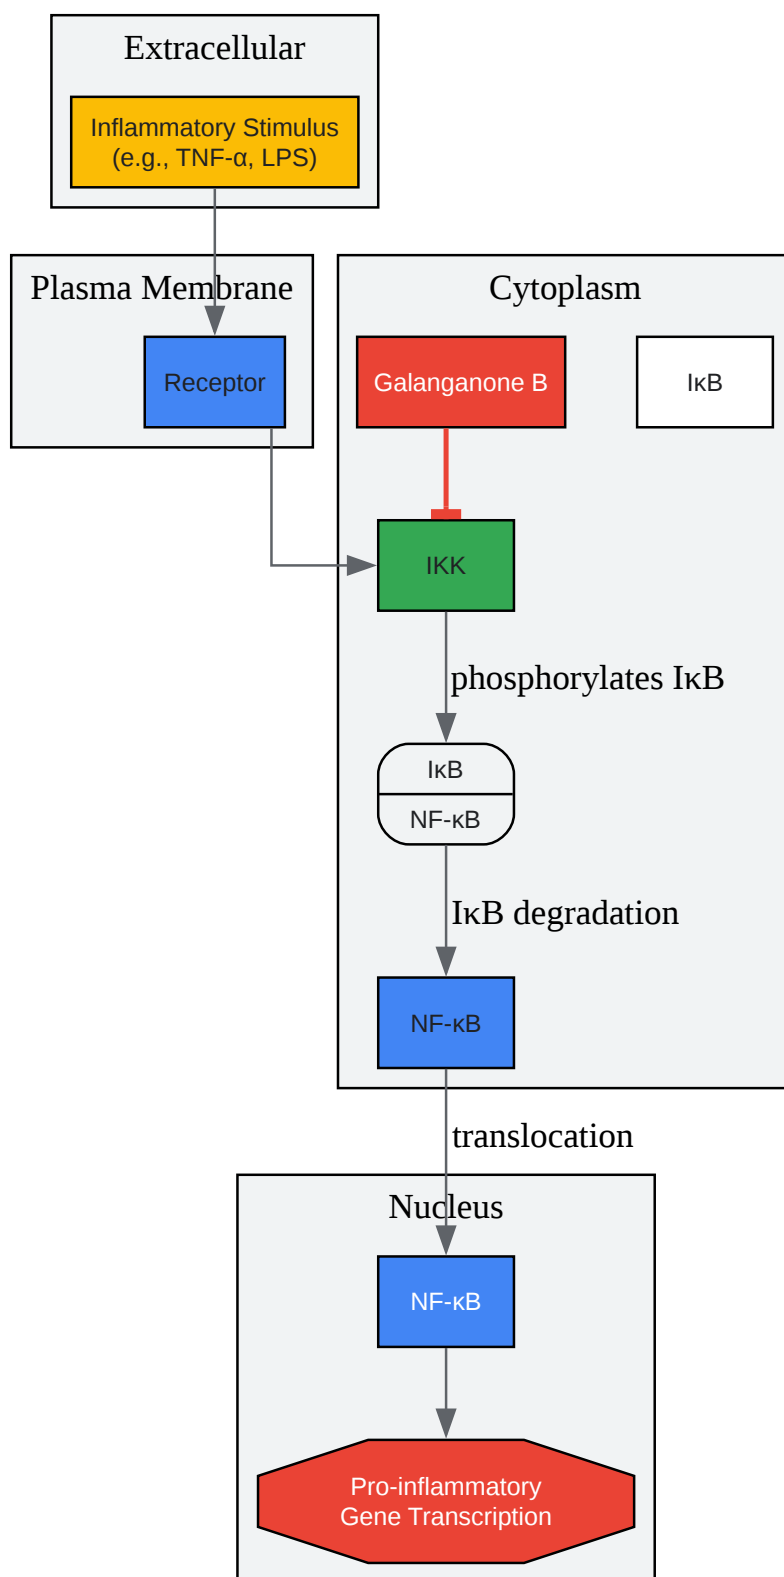 Extracellular
Inflammatory Stimulus
(e.g., TNF-α, LPS)
Plasma Membrane
Receptor
Cytoplasm
Galanganone B
IκB
IKK
phosphorylates IκB
IκB
NF-κB
IκB degradation
NF-κB
translocation
Nucleus
NF-κB
Pro-inflammatory
Gene Transcription